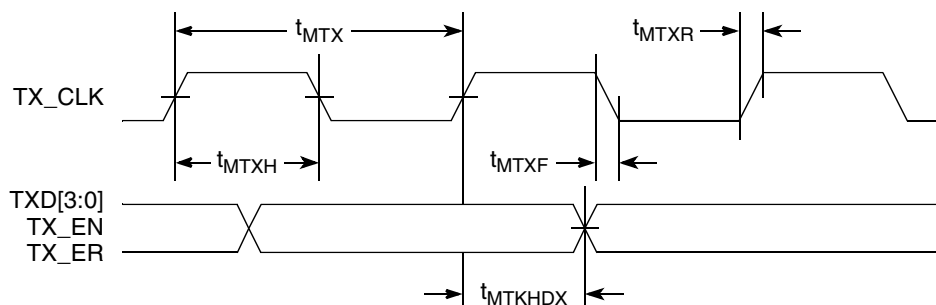 tMTX
tMTXR
TX_CLK
tMTXH
tMTXF
TXD[3:0]
TX_EN
TX_ER
tMTKHDX